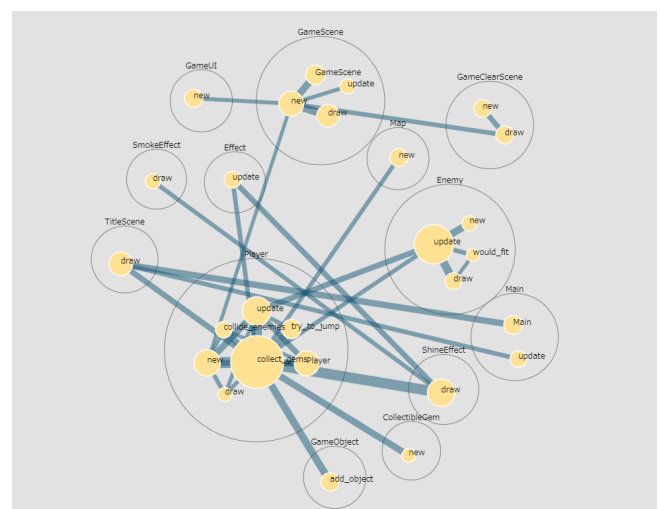 GameScene
GameUI
GameScene
update
new
new
draw
GameClearScene
new
draw
Map
new
SmokeEffect
draw
Effect
update
Enemy
new
update
would_fit
draw
TitleScene
draw
Player
update
collide_enemies
try_to_jump
new
collect_gems
Player
draw
Main
Main
update
ShineEffect
draw
CollectibleGem
new
GameObject
add_object